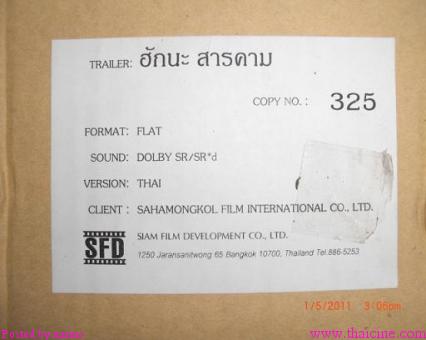 TRAILER: ฮักนะ สารคาม
COPY NO. : 325
FORMAT: FLAT
SOUND: DOLBY SR/SR*d
VERSION: THAI
CLIENT : SAHAMONGKOL FILM INTERNATIONAL CO., LTD.
SFD SIAM FILM DEVELOPMENT CO., LTD.
1250 Jaransanitwong 65 Bangkok 10700, Thailand Tel.886-5253
1/5/2011 3:06pm
www.thaicine.com